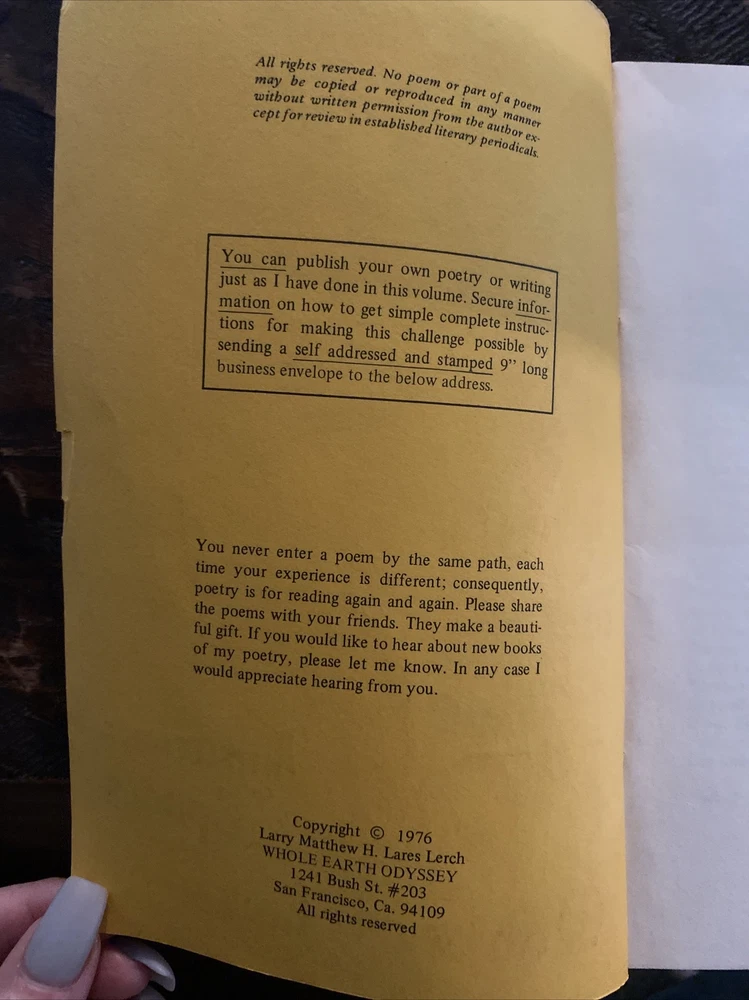 All rights reserved. No poem or part of a poem
may be copied or reproduced in any manner
without written permission from the author ex-
cept for review in established literary periodicals.
You can publish your own poetry or writing
just as I have done in this volume. Secure infor-
mation on how to get simple complete instruc-
tions for making this challenge possible by
sending a self addressed and stamped 9” long
business envelope to the below address.
You never enter a poem by the same path, each
time your experience is different; consequently,
poetry is for reading again and again. Please share
the poems with your friends. They make a beauti-
ful gift. If you would like to hear about new books
of my poetry, please let me know. In any case I
would appreciate hearing from you.
Copyright © 1976
Larry Matthew H. Lares Lerch
WHOLE EARTH ODYSSEY
1241 Bush St. #203
San Francisco, Ca. 94109
All rights reserved